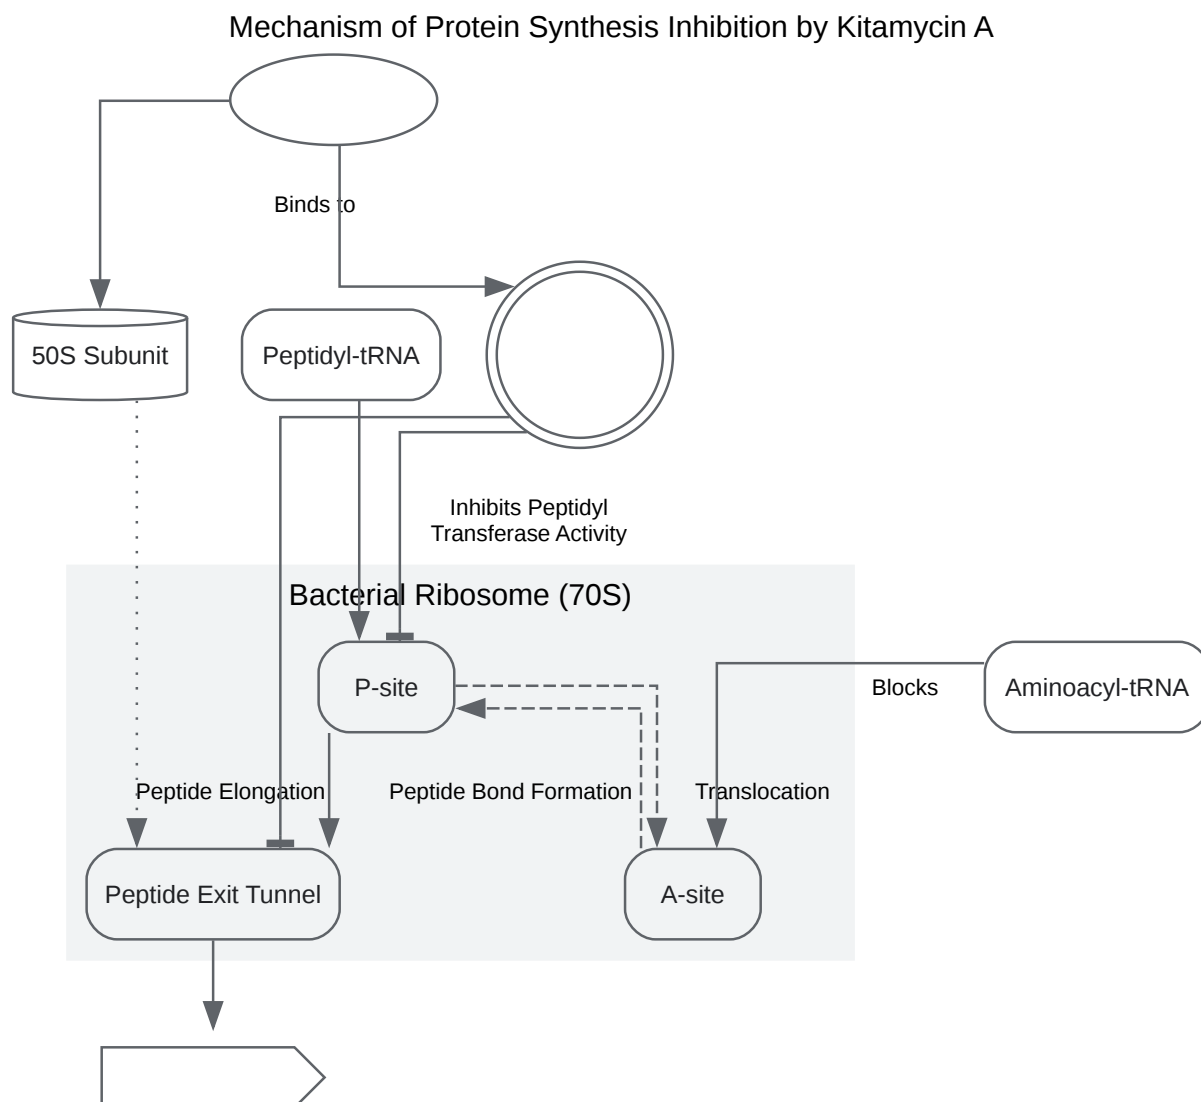 Mechanism of Protein Synthesis Inhibition by Kitamycin A
Binds to
50S Subunit
Peptidyl-tRNA
Inhibits Peptidyl
Transferase Activity
Bacterial Ribosome (70S)
P-site
Blocks
Aminoacyl-tRNA
Peptide Elongation
Peptide Bond Formation
Translocation
Peptide Exit Tunnel
A-site